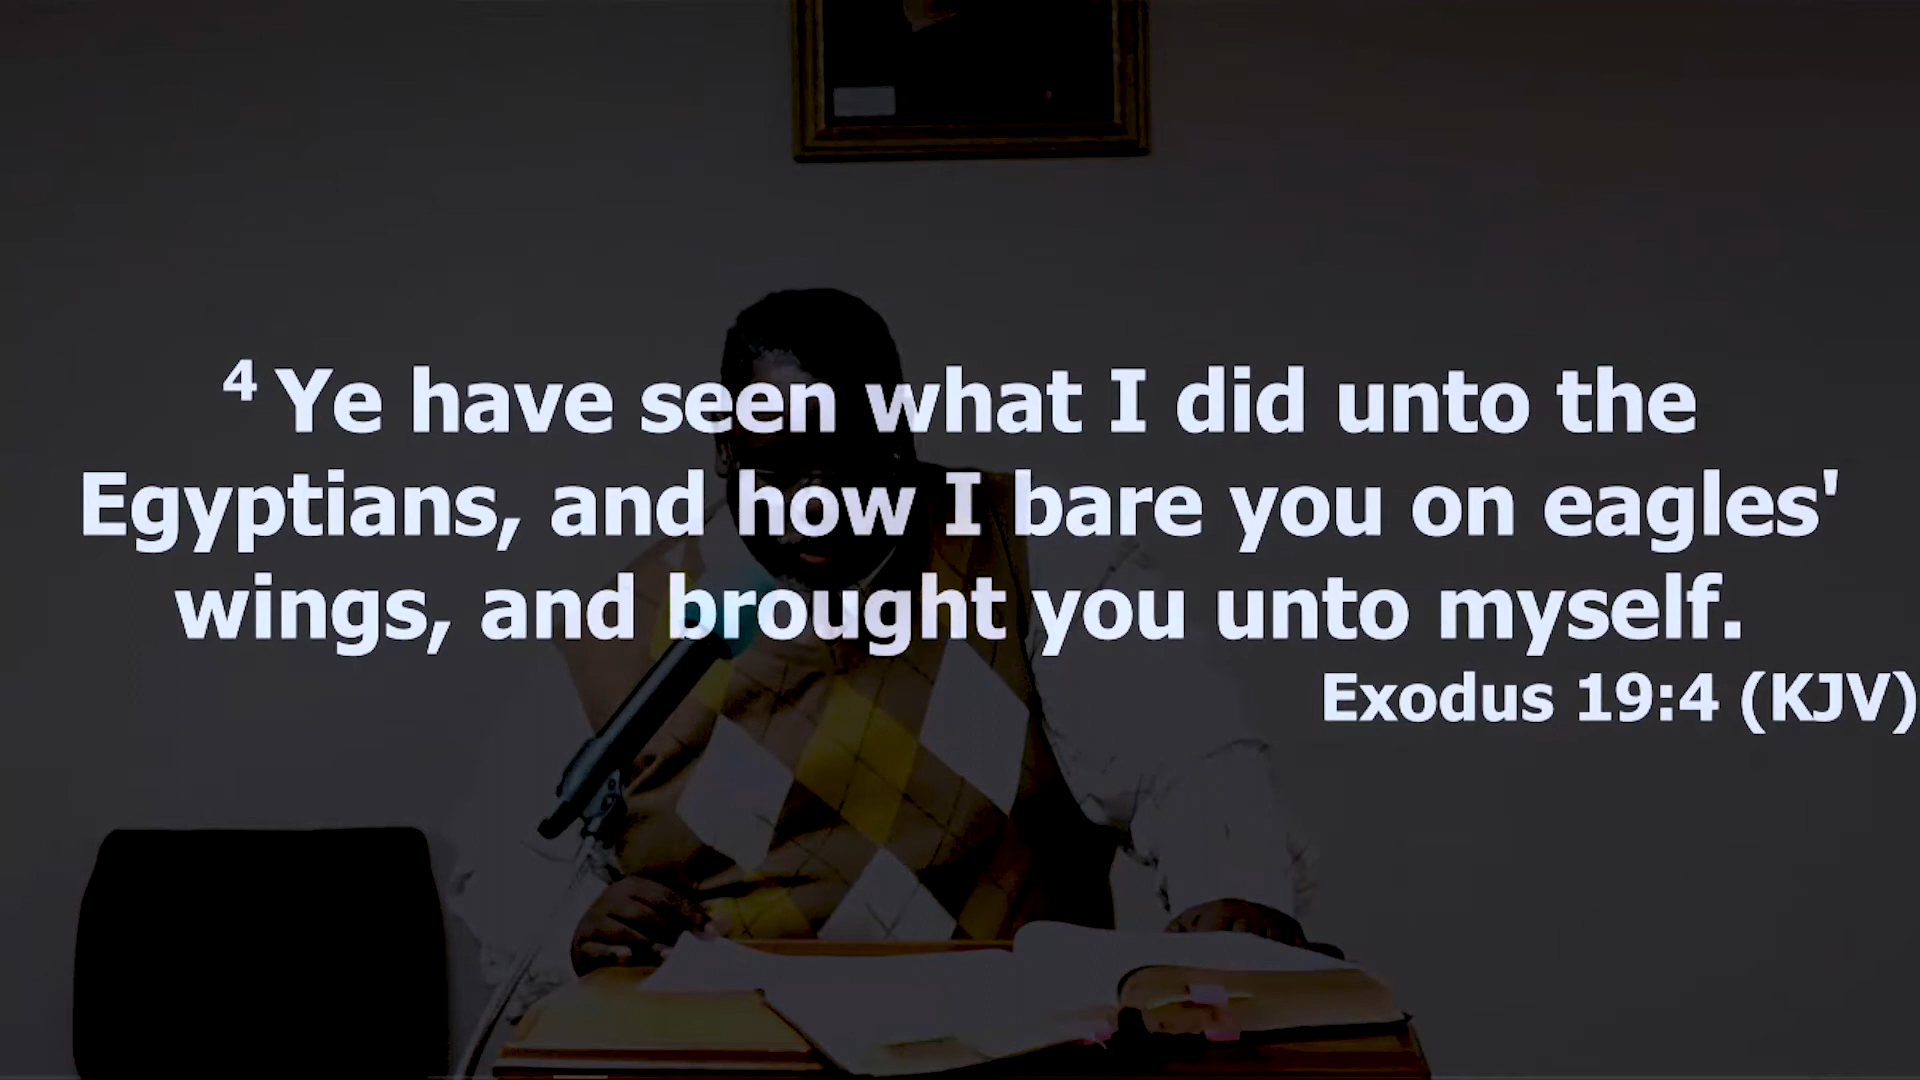 4 Ye have seen what I did unto the
Egyptians, and how I bare you on eagles'
wings, and brought you unto myself.
Exodus 19:4 (KJV)